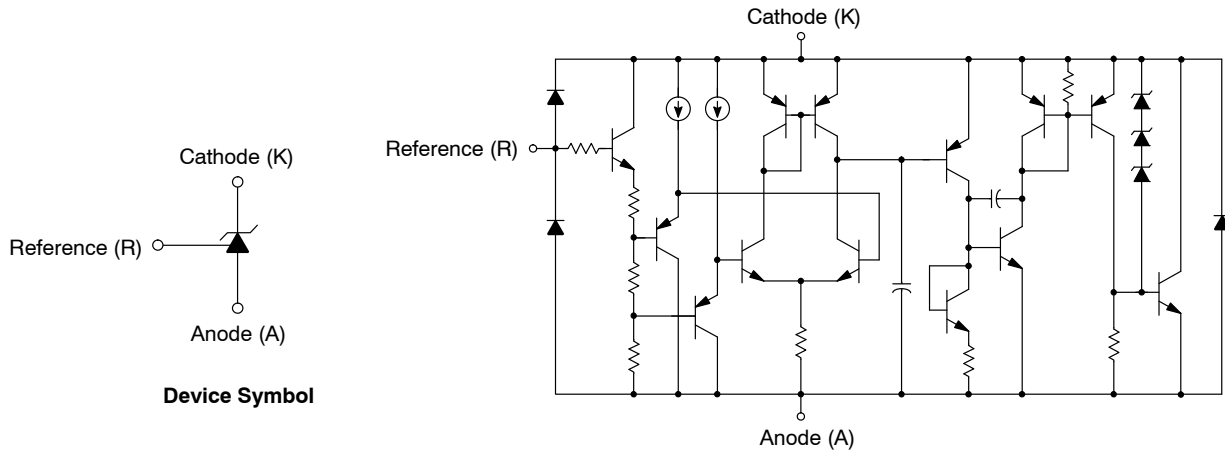 Cathode (K)
Reference (R)
Anode (A)
Device Symbol
Cathode (K)
Reference (R)
Anode (A)